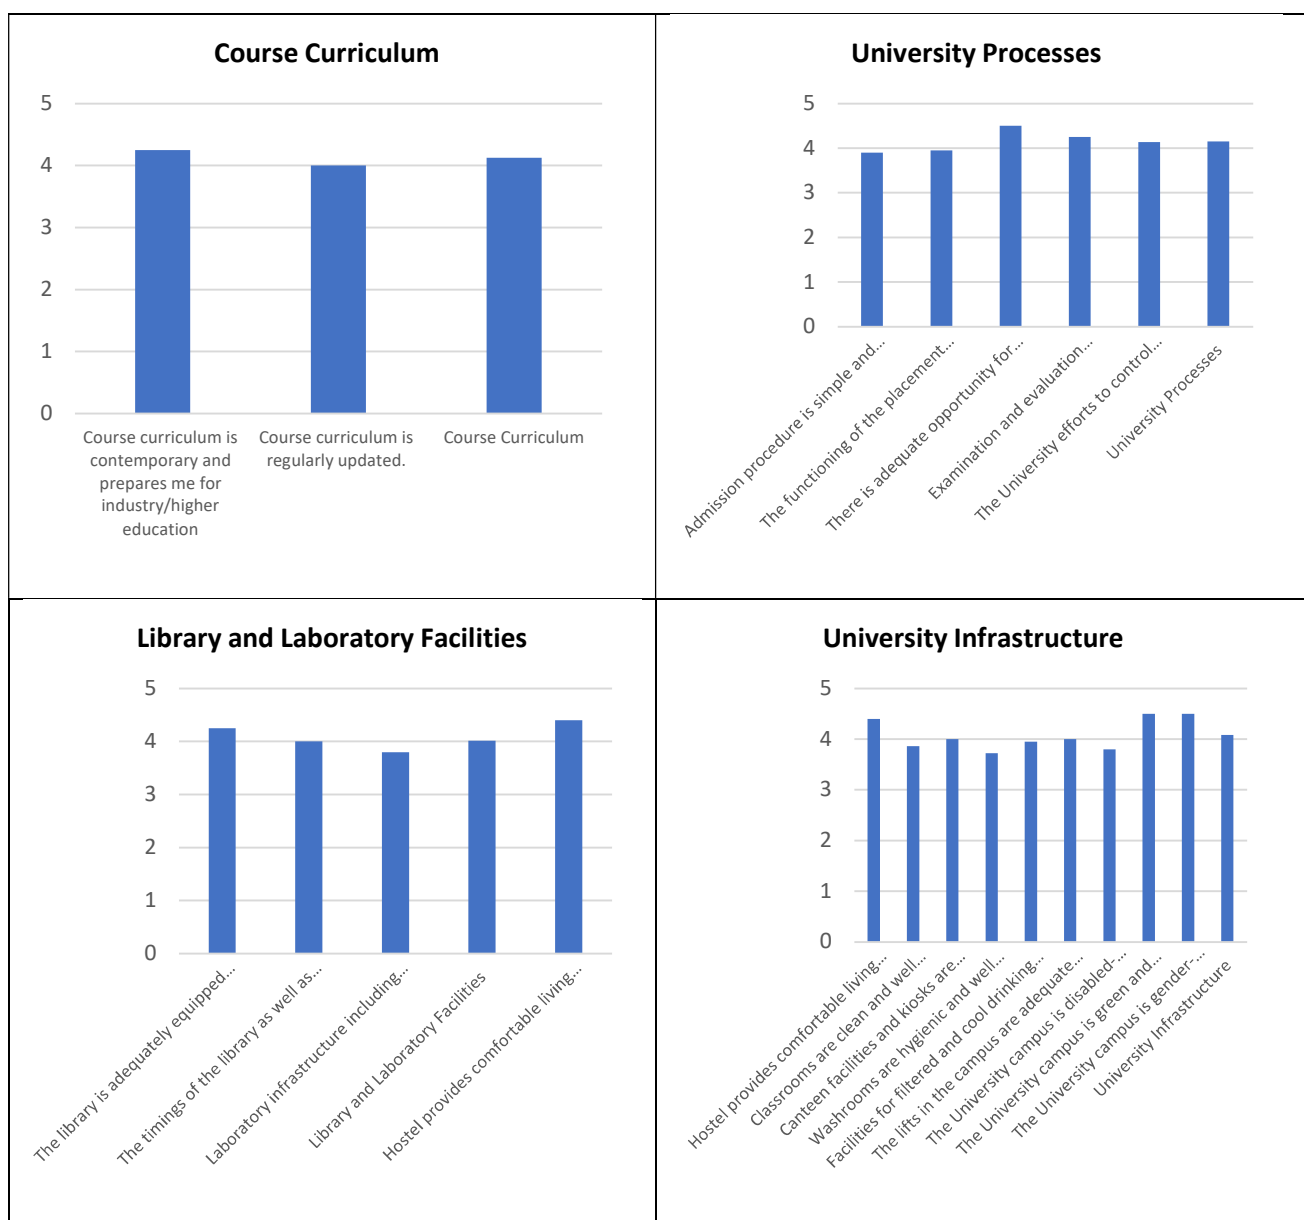 Course Curriculum
5
4
3
2
1
0
Course curriculum is
contemporary and
prepares me for
industry/higher
education
Course curriculum is
regularly updated.
Course Curriculum
University Processes
5
4
3
2
1
0
Admission procedure is simple and…
The functioning of the placement…
There is adequate opportunity for…
Examination and evaluation…
The University efforts to control…
University Processes
Library and Laboratory Facilities
5
4
3
2
1
0
The library is adequately equipped…
The timings of the library as well as…
Laboratory infrastructure including…
Library and Laboratory Facilities
Hostel provides comfortable living…
University Infrastructure
5
4
3
2
1
0
Hostel provides comfortable living…
Classrooms are clean and well…
Canteen facilities and kiosks are…
Washrooms are hygienic and well…
Facilities for filtered and cool drinking…
The lifts in the campus are adequate…
The University campus is disabled-…
The University campus is green and…
The University campus is gender-…
University Infrastructure